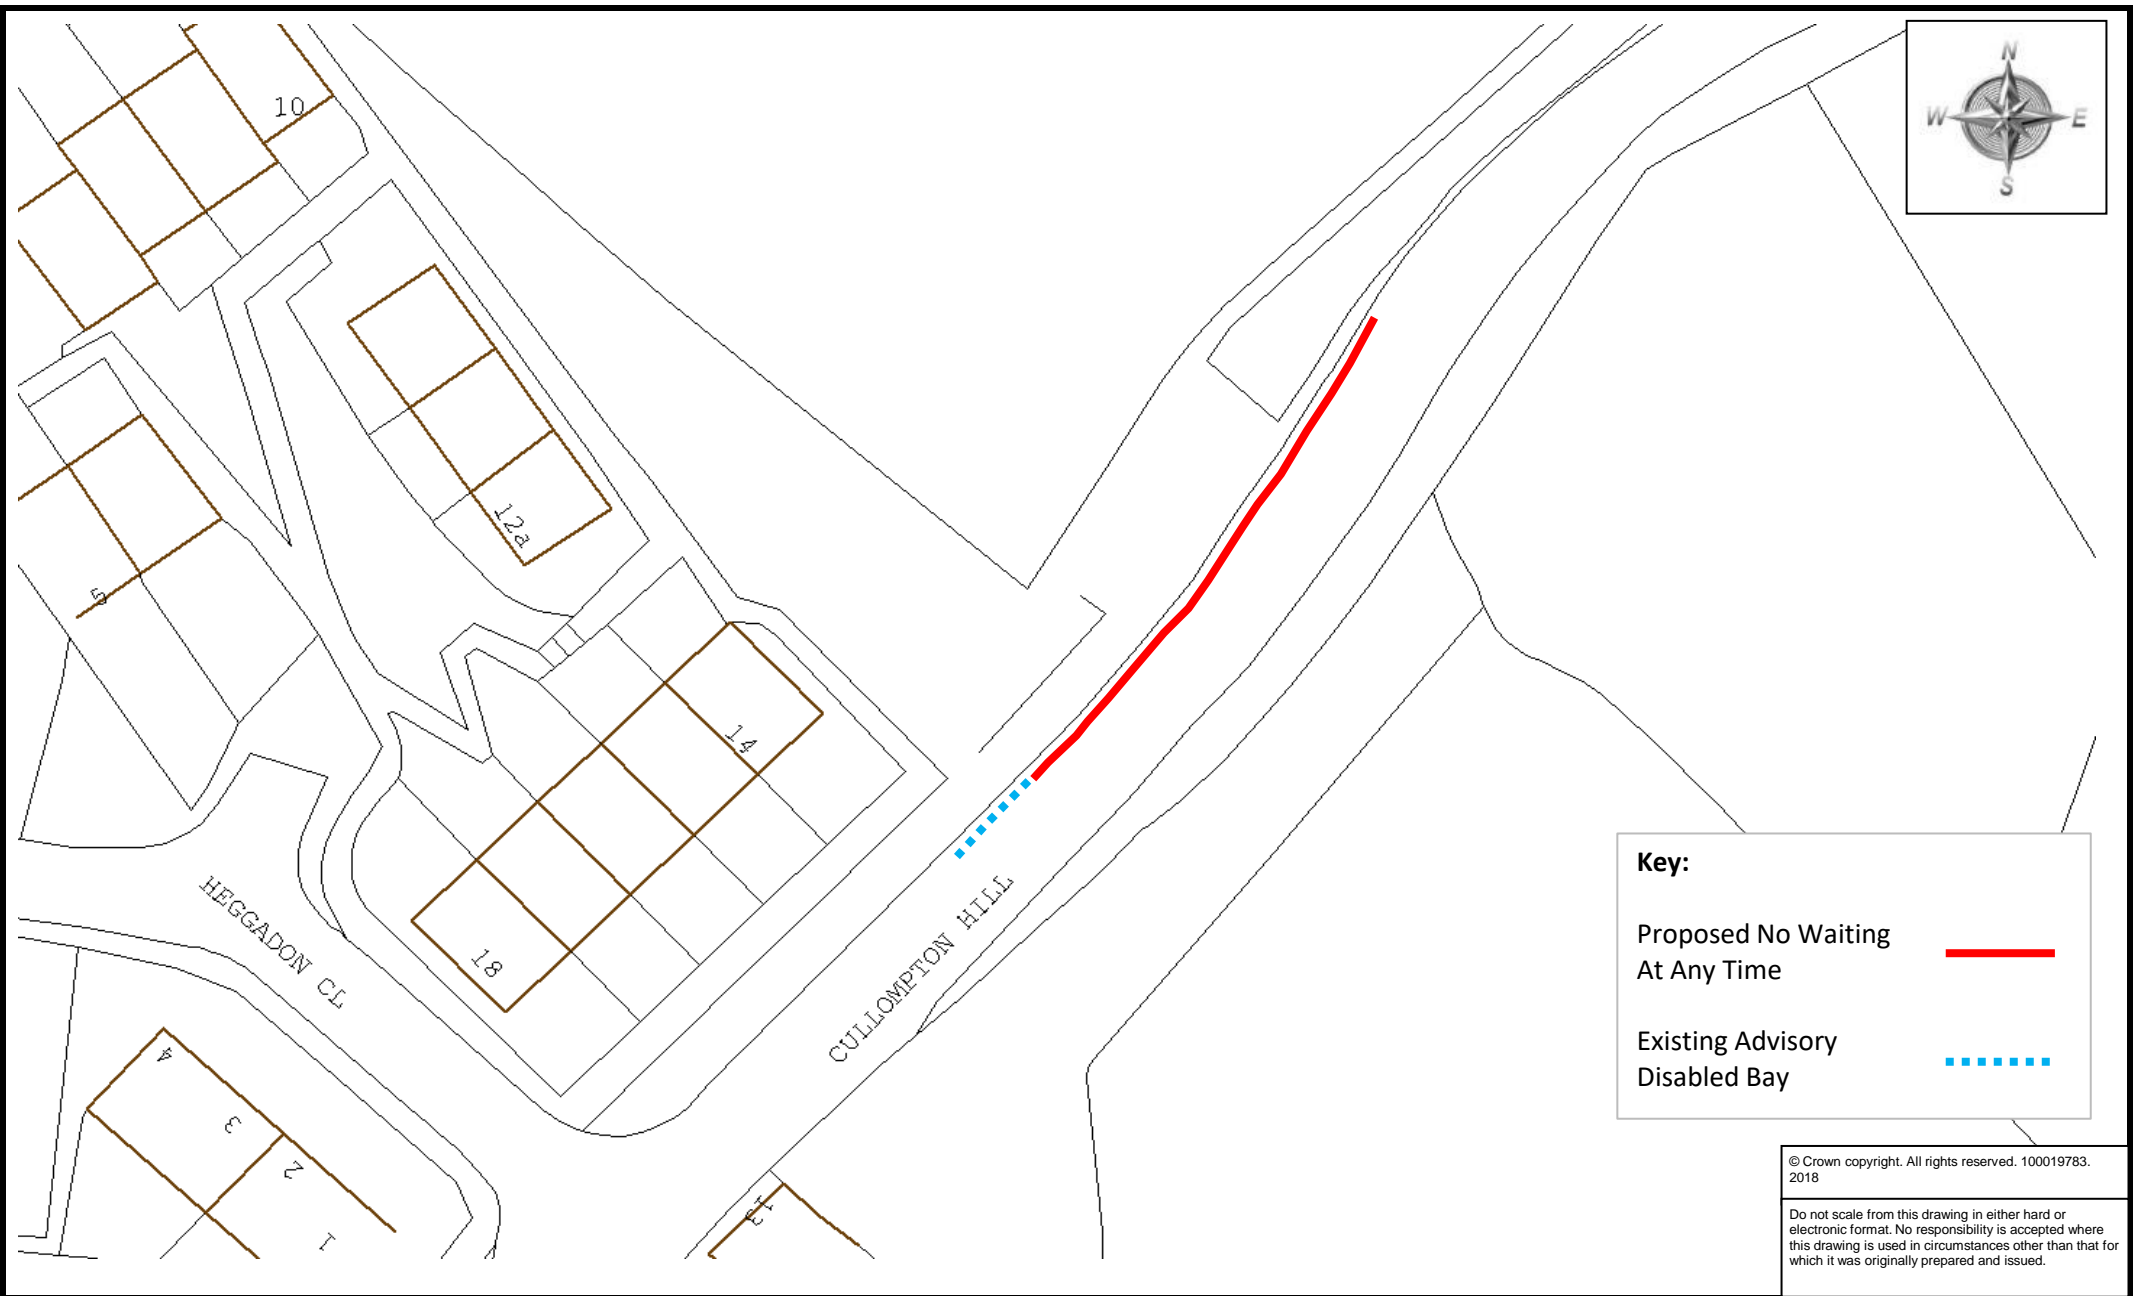 N
W
E
S
10
12a
5
14
18
HEGGADON CL
CULLOMPTON HILL
4
3
2
1
13
Key:
Proposed No Waiting
At Any Time
Existing Advisory
Disabled Bay
© Crown copyright. All rights reserved. 100019783.
2018
Do not scale from this drawing in either hard or
electronic format. No responsibility is accepted where
this drawing is used in circumstances other than that for
which it was originally prepared and issued.